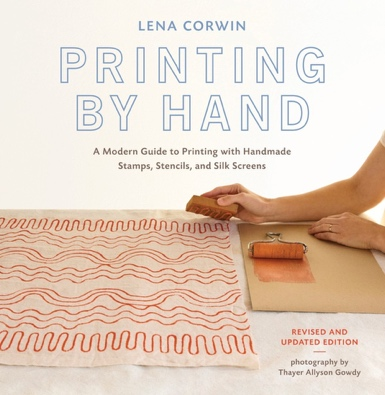 LENA CORWIN
PRINTING
BY HAND
A Modern Guide to Printing with Handmade
Stamps, Stencils, and Silk Screens
REVISED AND
UPDATED EDITION
photography by
Thayer Allyson Gowdy